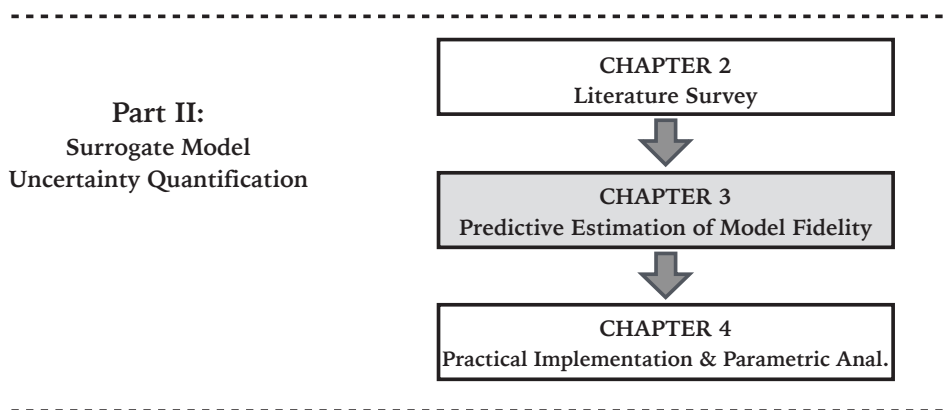 Part II:
Surrogate Model
Uncertainty Quantification
CHAPTER 2
Literature Survey
CHAPTER 3
Predictive Estimation of Model Fidelity
CHAPTER 4
Practical Implementation & Parametric Anal.